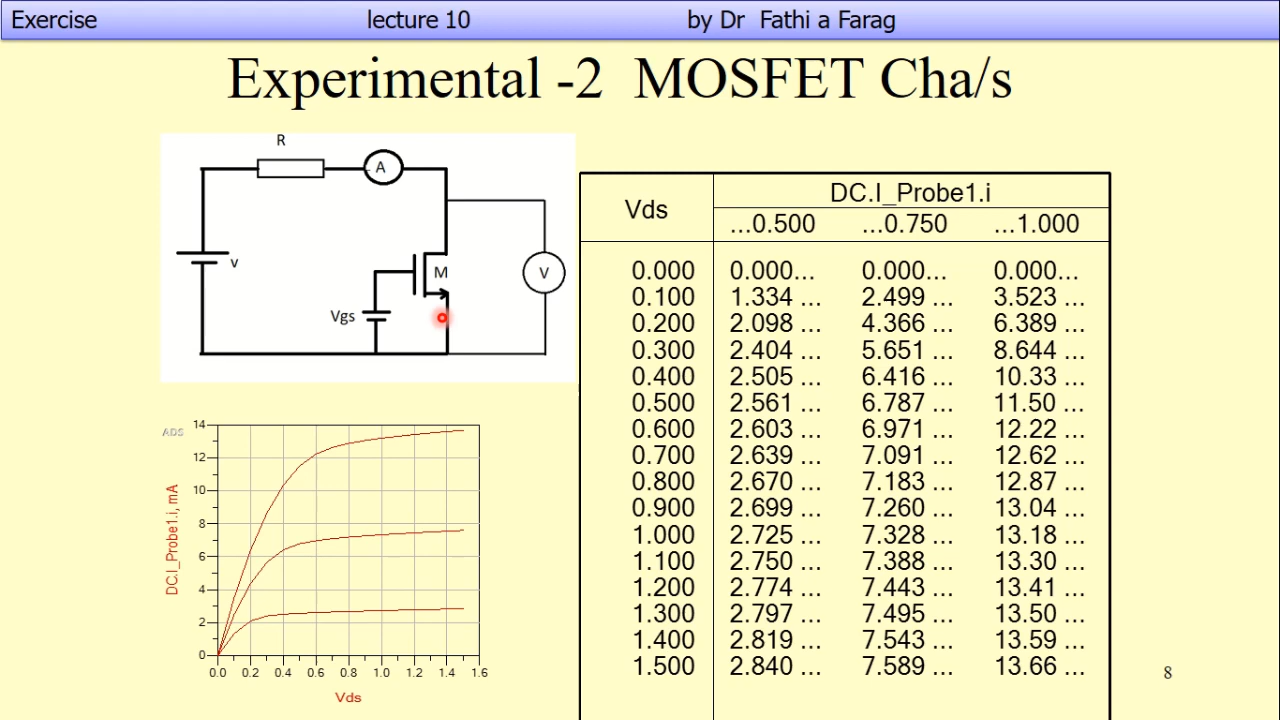 Exercise lecture 10 by Dr Fathi a Farag
Experimental -2 MOSFET Cha/s
R
A
v
M
V
Vgs
Vds DC.I_Probe1.i
...0.500 ...0.750 ...1.000
0.000 0.000... 0.000... 0.000...
0.100 1.334 ... 2.499 ... 3.523 ...
0.200 2.098 ... 4.366 ... 6.389 ...
0.300 2.404 ... 5.651 ... 8.644 ...
0.400 2.505 ... 6.416 ... 10.33 ...
0.500 2.561 ... 6.787 ... 11.50 ...
0.600 2.603 ... 6.971 ... 12.22 ...
0.700 2.639 ... 7.091 ... 12.62 ...
0.800 2.670 ... 7.183 ... 12.87 ...
0.900 2.699 ... 7.260 ... 13.04 ...
1.000 2.725 ... 7.328 ... 13.18 ...
1.100 2.750 ... 7.388 ... 13.30 ...
1.200 2.774 ... 7.443 ... 13.41 ...
1.300 2.797 ... 7.495 ... 13.50 ...
1.400 2.819 ... 7.543 ... 13.59 ...
1.500 2.840 ... 7.589 ... 13.66 ...
ADS
DC.I_Probe1.i, mA
14
12
10
8
6
4
2
0
0.0 0.2 0.4 0.6 0.8 1.0 1.2 1.4 1.6
Vds
8